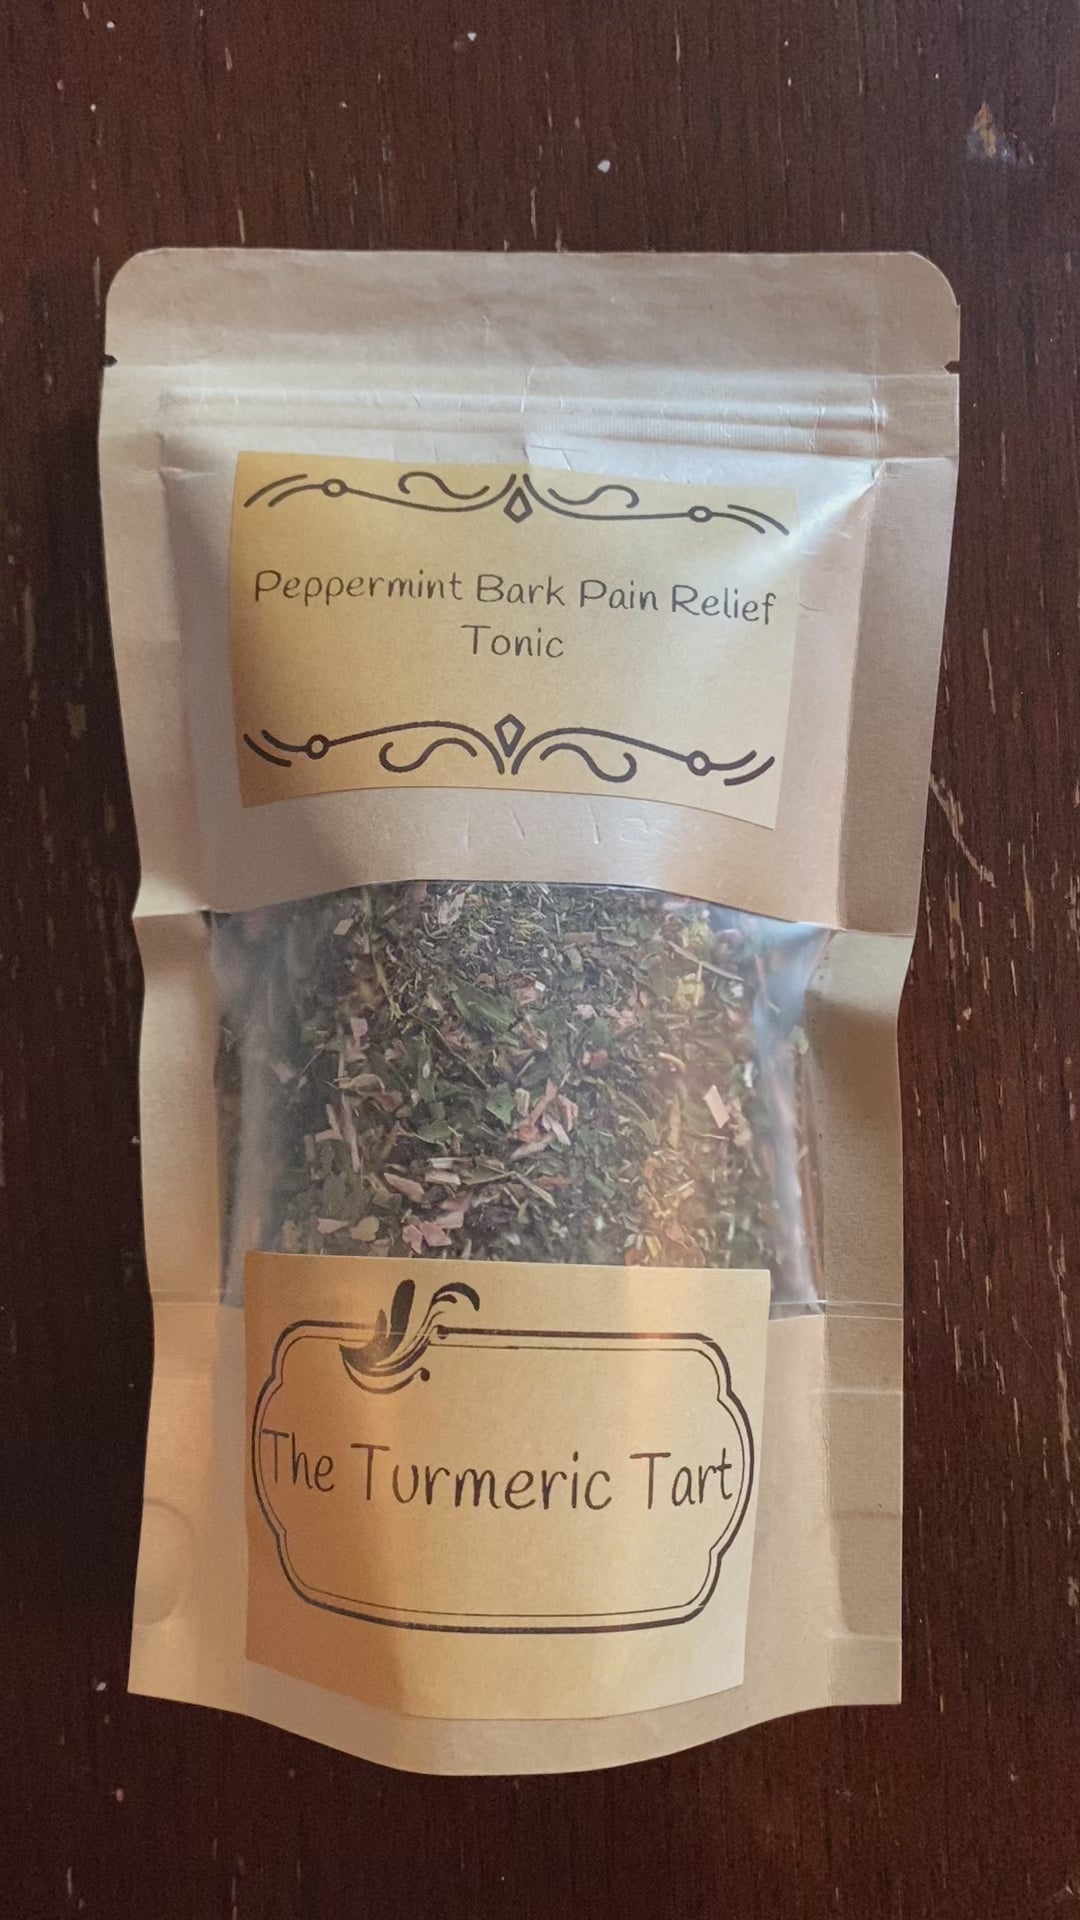 Peppermint Bark Pain Relief
Tonic
The Turmeric Tart